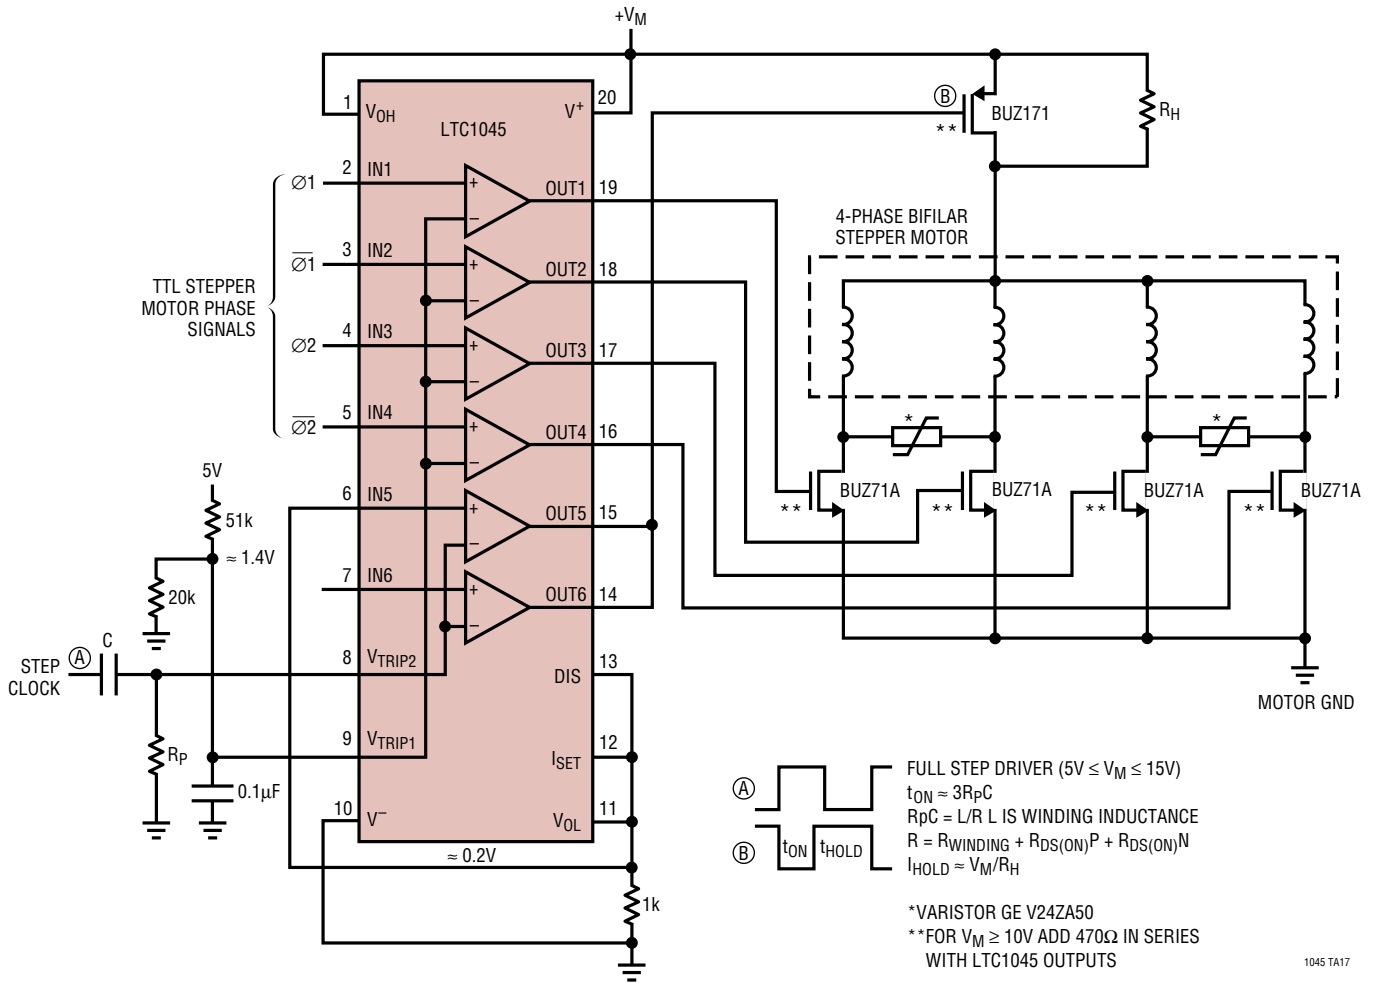 +VM
1
VOH
V+
20
LTC1045
B
**
BUZ171
RH
∅1
2
IN1
+
−
OUT1
19
4-PHASE BIFILAR
STEPPER MOTOR
∅1̅
3
IN2
+
−
OUT2
18
TTL STEPPER
MOTOR PHASE
SIGNALS
∅2
4
IN3
+
−
OUT3
17
∅2̅
5
IN4
+
−
OUT4
16
*
*
5V
51k
≈ 1.4V
20k
6
IN5
+
−
OUT5
15
**
BUZ71A
**
BUZ71A
**
BUZ71A
**
BUZ71A
7
IN6
+
−
OUT6
14
STEP
CLOCK
A
C
8
VTRIP2
DIS
13
MOTOR GND
RP
9
VTRIP1
ISET
12
0.1µF
10
V−
VOL
11
≈ 0.2V
1k
A
B
tON
tHOLD
FULL STEP DRIVER (5V ≤ VM ≤ 15V)
tON ≈ 3RPC
RpC = L/R L IS WINDING INDUCTANCE
R = RWINDING + RDS(ON)P + RDS(ON)N
IHOLD ≈ VM/RH
*VARISTOR GE V24ZA50
**FOR VM ≥ 10V ADD 470Ω IN SERIES
WITH LTC1045 OUTPUTS
1045 TA17